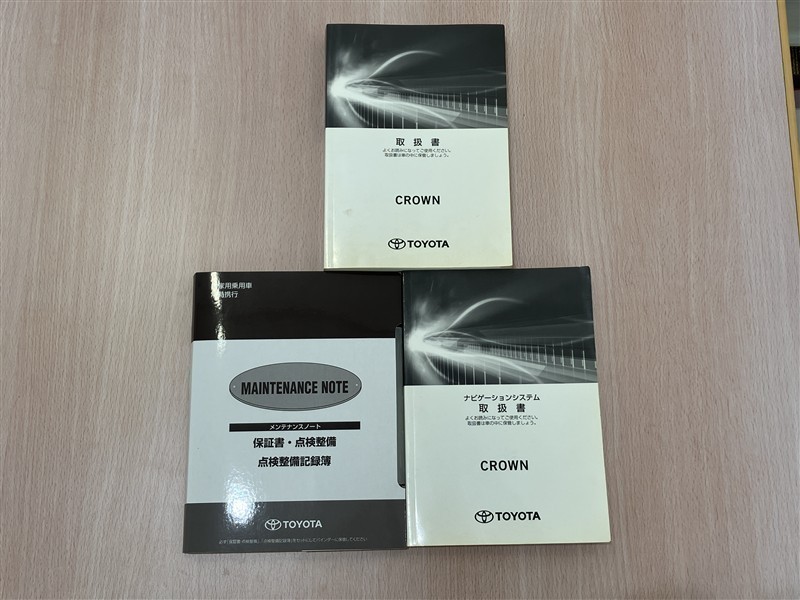 取扱書
よくお読みになってご使用ください。
取扱書は車の中に保管しましょう。
CROWN
TOYOTA
家用乗用車
携行
MAINTENANCE NOTE
メンテナンスノート
保証書・点検整備
点検整備記録簿
TOYOTA
ナビゲーションシステム
取扱書
よくお読みになってご使用ください。
取扱書は車の中に保管しましょう。
CROWN
TOYOTA